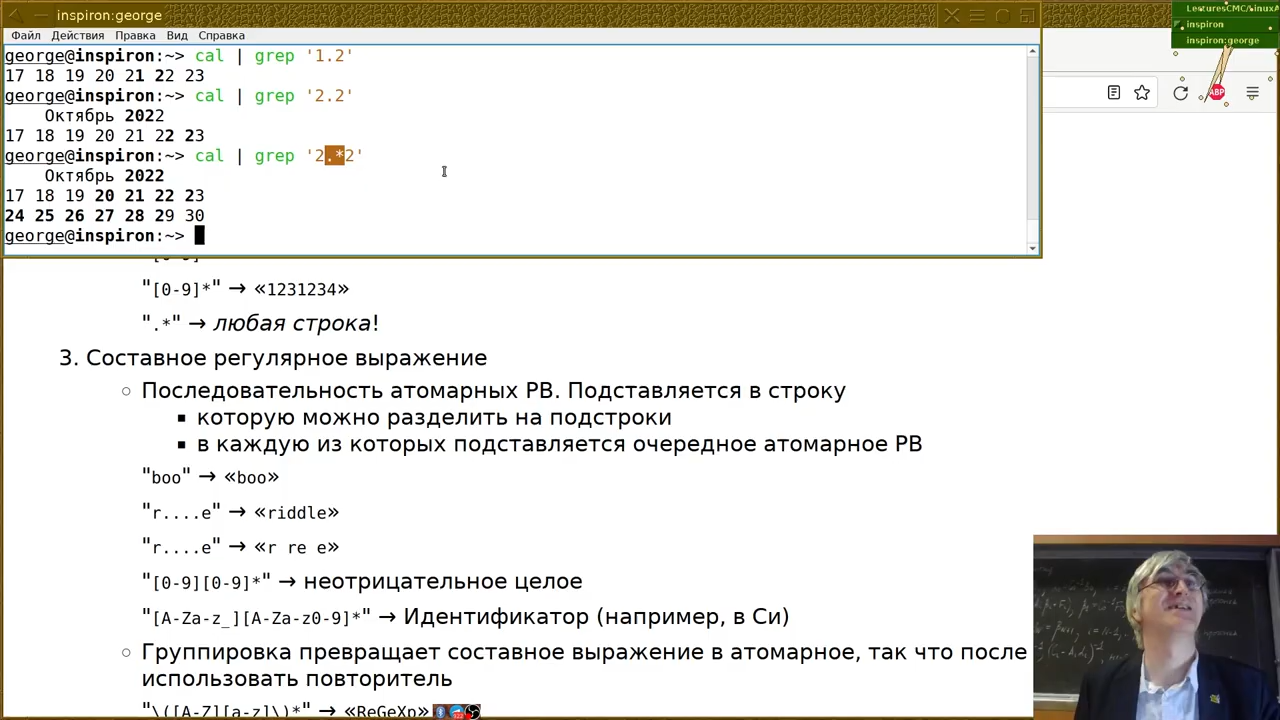 inspiron:george
Файл Действия Правка Вид Справка
george@inspiron:~> cal | grep '1.2'
17 18 19 20 21 22 23
george@inspiron:~> cal | grep '2.2'
Октябрь 2022
17 18 19 20 21 22 23
george@inspiron:~> cal | grep '2.*2'
Октябрь 2022
17 18 19 20 21 22 23
24 25 26 27 28 29 30
george@inspiron:~>
inspiron
inspiron:george
ABP
"[0-9]*" → «1231234»
".*" → любая строка!
3. Составное регулярное выражение
Последовательность атомарных РВ. Подставляется в строку
которую можно разделить на подстроки
в каждую из которых подставляется очередное атомарное РВ
"boo" → «boo»
"r....e" → «riddle»
"r....e" → «r re e»
"[0-9][0-9]*" → неотрицательное целое
"[A-Za-z_][A-Za-z0-9]*" → Идентификатор (например, в Си)
Группировка превращает составное выражение в атомарное, так что после
использовать повторитель
"\([A-Z][a-z]\)*" → «ReGeXp»